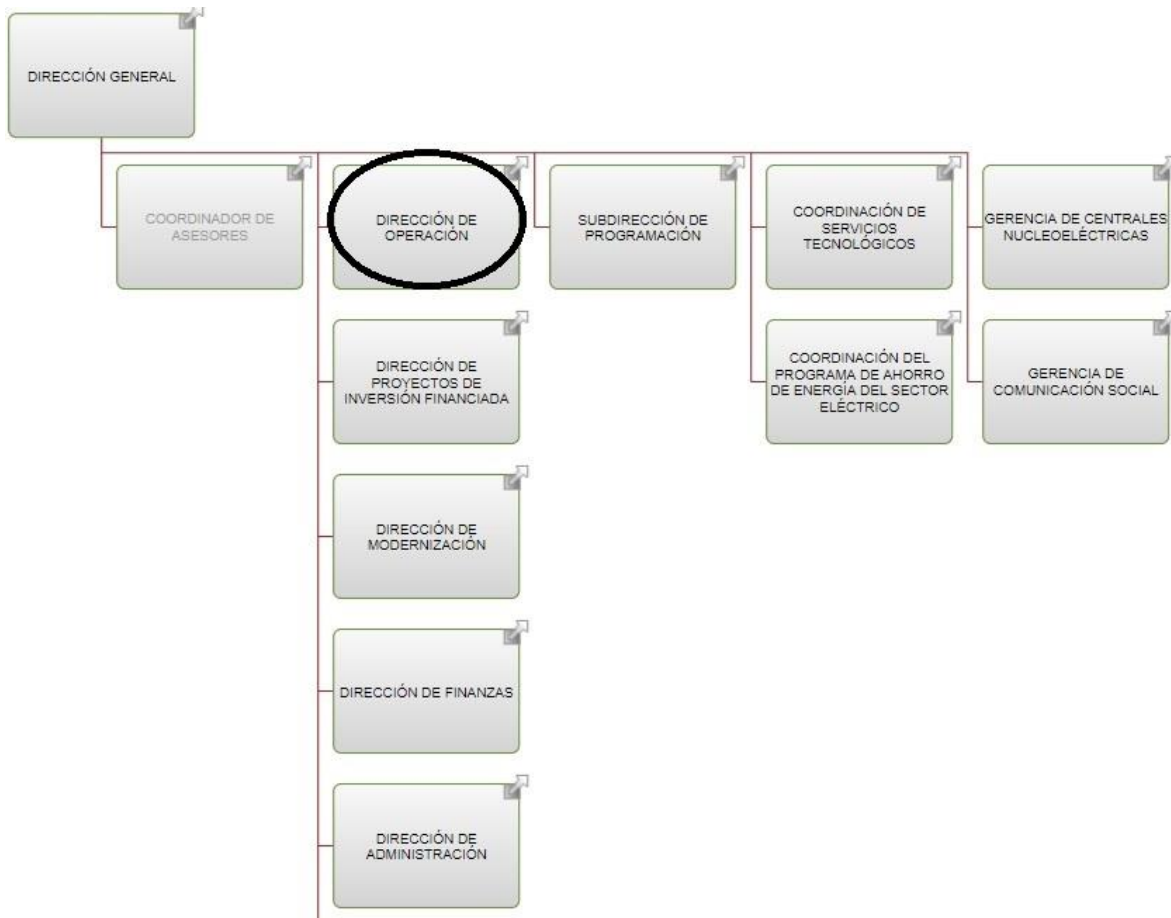 DIRECCIÓN GENERAL
COORDINADOR DE
ASESORES
DIRECCIÓN DE
OPERACIÓN
SUBDIRECCIÓN DE
PROGRAMACIÓN
COORDINACIÓN DE
SERVICIOS
TECNOLÓGICOS
GERENCIA DE CENTRALES
NUCLEOELÉCTRICAS
DIRECCIÓN DE
PROYECTOS DE
INVERSIÓN FINANCIADA
COORDINACIÓN DEL
PROGRAMA DE AHORRO
DE ENERGÍA DEL SECTOR
ELÉCTRICO
GERENCIA DE
COMUNICACIÓN SOCIAL
DIRECCIÓN DE
MODERNIZACIÓN
DIRECCIÓN DE FINANZAS
DIRECCIÓN DE
ADMINISTRACIÓN